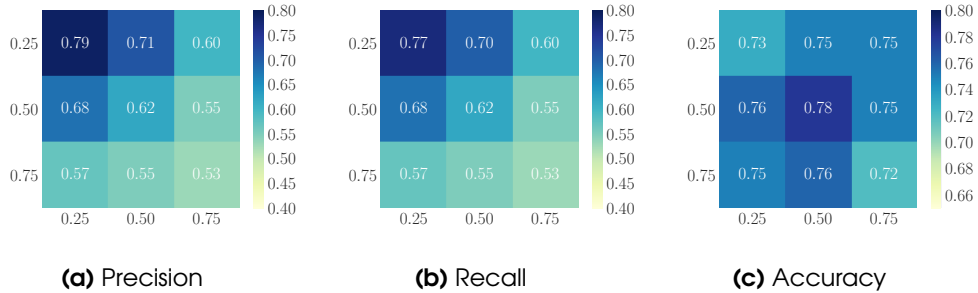 0.25 0.79 0.71 0.60
0.50 0.68 0.62 0.55
0.75 0.57 0.55 0.53
0.25 0.50 0.75
0.80
0.75
0.70
0.65
0.60
0.55
0.50
0.45
0.40
(a) Precision
0.25 0.77 0.70 0.60
0.50 0.68 0.62 0.55
0.75 0.57 0.55 0.53
0.25 0.50 0.75
0.80
0.75
0.70
0.65
0.60
0.55
0.50
0.45
0.40
(b) Recall
0.25 0.73 0.75 0.75
0.50 0.76 0.78 0.75
0.75 0.75 0.76 0.72
0.25 0.50 0.75
0.80
0.78
0.76
0.74
0.72
0.70
0.68
0.66
(c) Accuracy